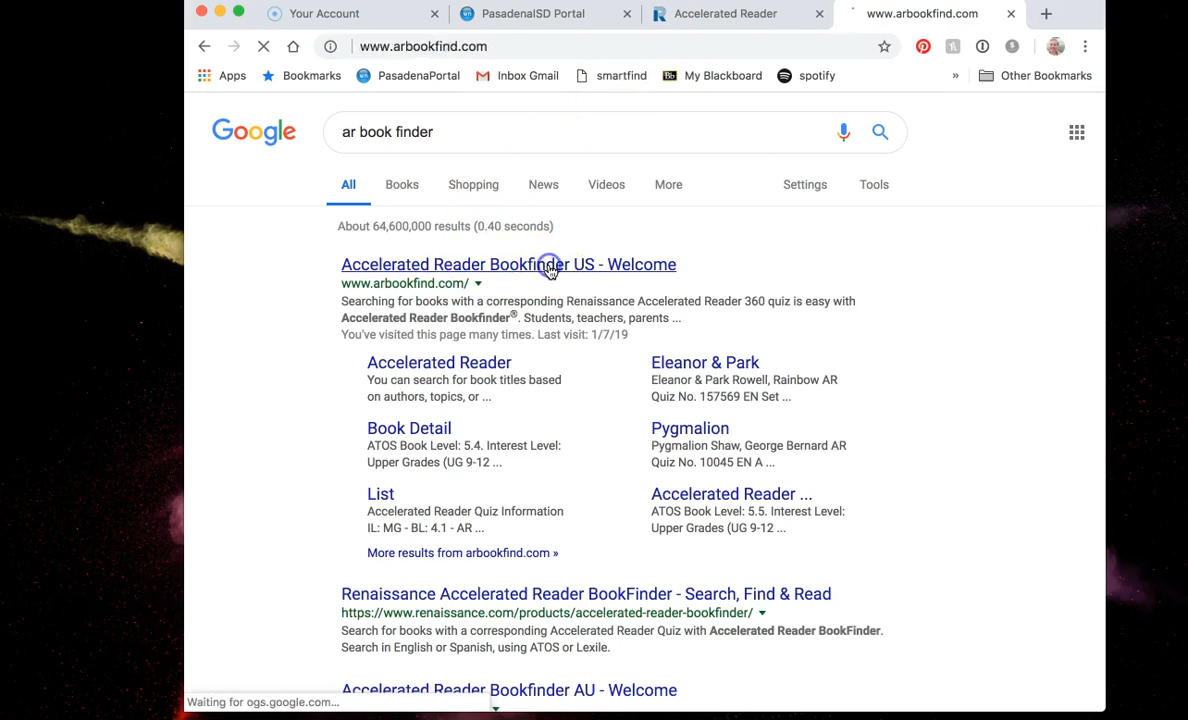 Your Account
PasadenaISD Portal
Accelerated Reader
www.arbookfind.com
www.arbookfind.com
Apps
Bookmarks
PasadenaPortal
Inbox Gmail
smartfind
Bb My Blackboard
spotify
»
Other Bookmarks
Google
ar book finder
All
Books
Shopping
News
Videos
More
Settings
Tools
About 64,600,000 results (0.40 seconds)
Accelerated Reader Bookfinder US - Welcome
www.arbookfind.com/
Searching for books with a corresponding Renaissance Accelerated Reader 360 quiz is easy with
Accelerated Reader Bookfinder®. Students, teachers, parents ...
You've visited this page many times. Last visit: 1/7/19
Accelerated Reader
You can search for book titles based
on authors, topics, or ...
Eleanor & Park
Eleanor & Park Rowell, Rainbow AR
Quiz No. 157569 EN Set ...
Book Detail
ATOS Book Level: 5.4. Interest Level:
Upper Grades (UG 9-12 ...
Pygmalion
Pygmalion Shaw, George Bernard AR
Quiz No. 10045 EN A ...
List
Accelerated Reader Quiz Information
IL: MG - BL: 4.1 - AR ...
Accelerated Reader ...
ATOS Book Level: 5.5. Interest Level:
Upper Grades (UG 9-12 ...
More results from arbookfind.com »
Renaissance Accelerated Reader BookFinder - Search, Find & Read
https://www.renaissance.com/products/accelerated-reader-bookfinder/
Search for books with a corresponding Accelerated Reader Quiz with Accelerated Reader BookFinder.
Search in English or Spanish, using ATOS or Lexile.
Accelerated Reader Bookfinder AU - Welcome
Waiting for ogs.google.com...